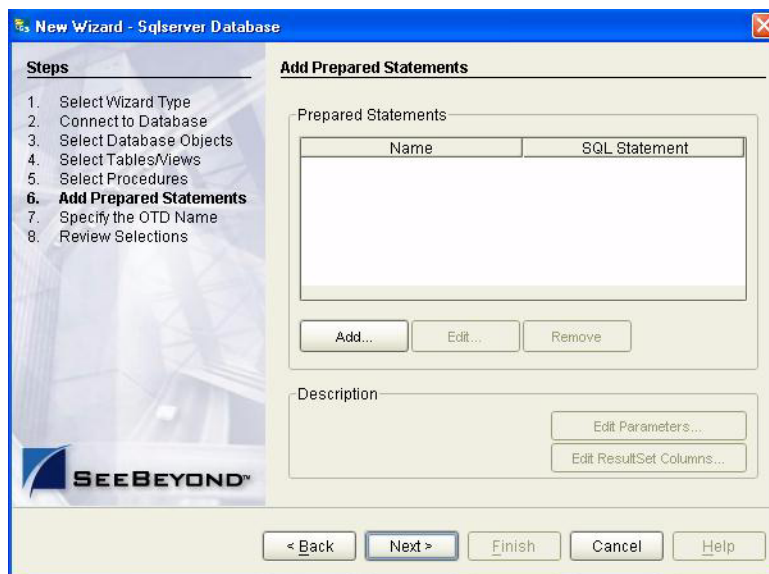 New Wizard - Sqlserver Database
Steps
1. Select Wizard Type
2. Connect to Database
3. Select Database Objects
4. Select Tables/Views
5. Select Procedures
6. Add Prepared Statements
7. Specify the OTD Name
8. Review Selections
SEEBEYOND™
Add Prepared Statements
Prepared Statements
Name SQL Statement
Add... Edit... Remove
Description
Edit Parameters...
Edit ResultSet Columns...
< Back Next > Finish Cancel Help